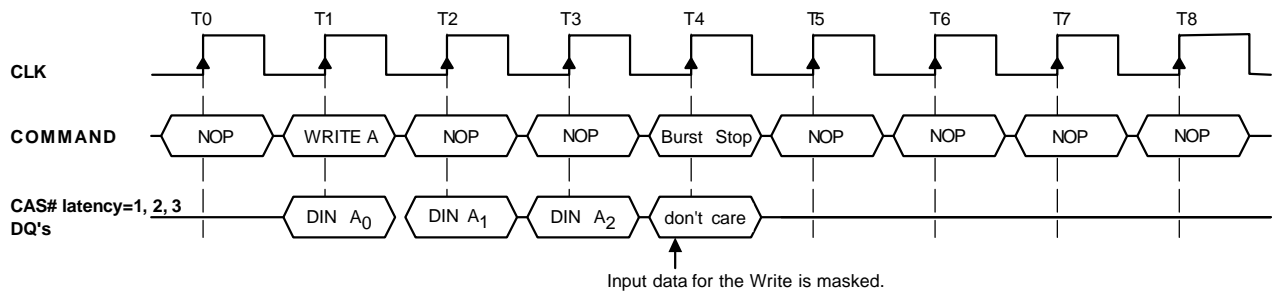 T0 T1 T2 T3 T4 T5 T6 T7 T8
CLK
COMMAND NOP WRITE A NOP NOP Burst Stop NOP NOP NOP NOP
CAS# latency=1, 2, 3
DQ's DIN A0 DIN A1 DIN A2 don't care
Input data for the Write is masked.